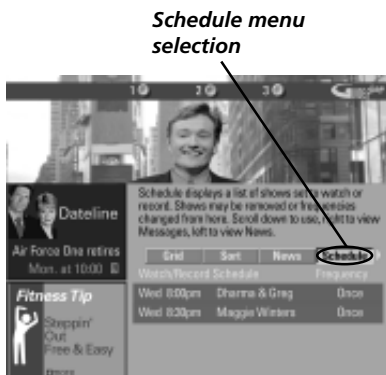 Schedule menu
selection
1 2 3
Dateline
Air Force One retires
Mon. at 10:00
Fitness Tip
Steppin'
Out
Free & Easy
Schedule displays a list of shows set to watch or
record. Shows may be removed or frequencies
changed from here. Scroll down to use, right to view
Messages, left to view News.
Grid Sort News Schedule
Watch/Record Schedule Frequency
Wed 8:00pm Dharma & Greg Once
Wed 8:30pm Maggie Winters Once